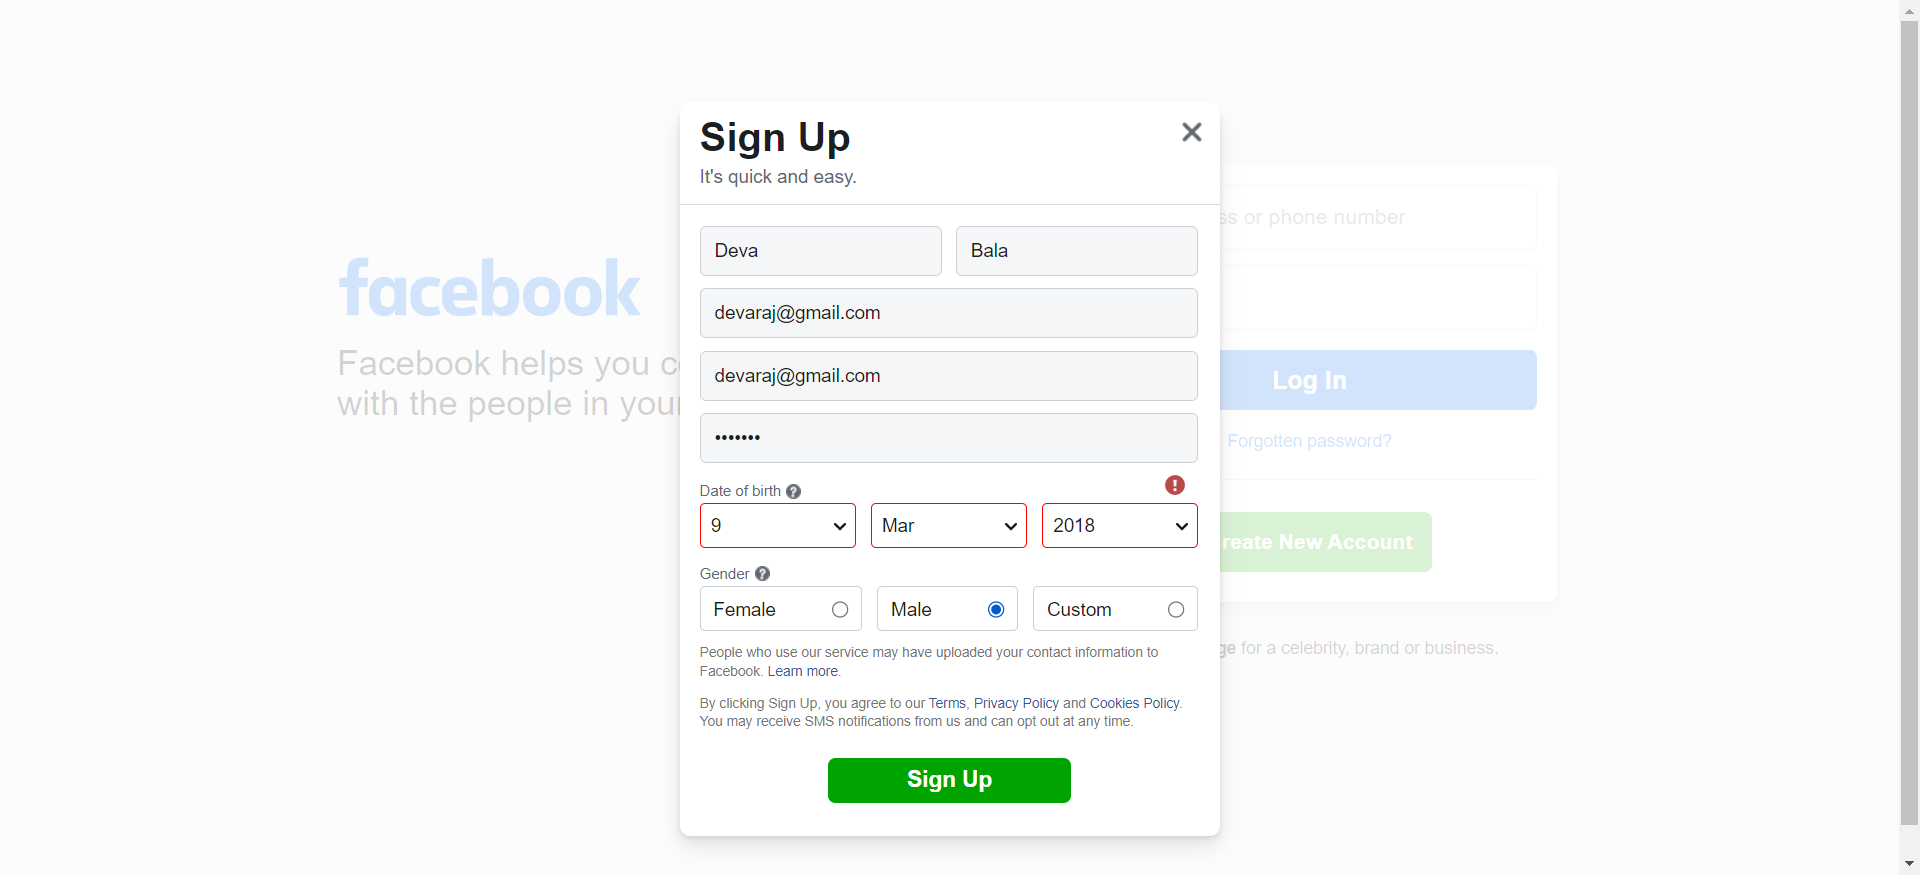 Sign Up
It's quick and easy.
Deva
Bala
devaraj@gmail.com
devaraj@gmail.com
•••••••
Date of birth ?
9
Mar
2018
Gender ?
Female
Male
Custom
People who use our service may have uploaded your contact information to
Facebook. Learn more.
By clicking Sign Up, you agree to our Terms, Privacy Policy and Cookies Policy.
You may receive SMS notifications from us and can opt out at any time.
Sign Up
facebook
Facebook helps you
with the people in your
or phone number
Log In
Forgotten password?
New Account
for a celebrity, brand or business.